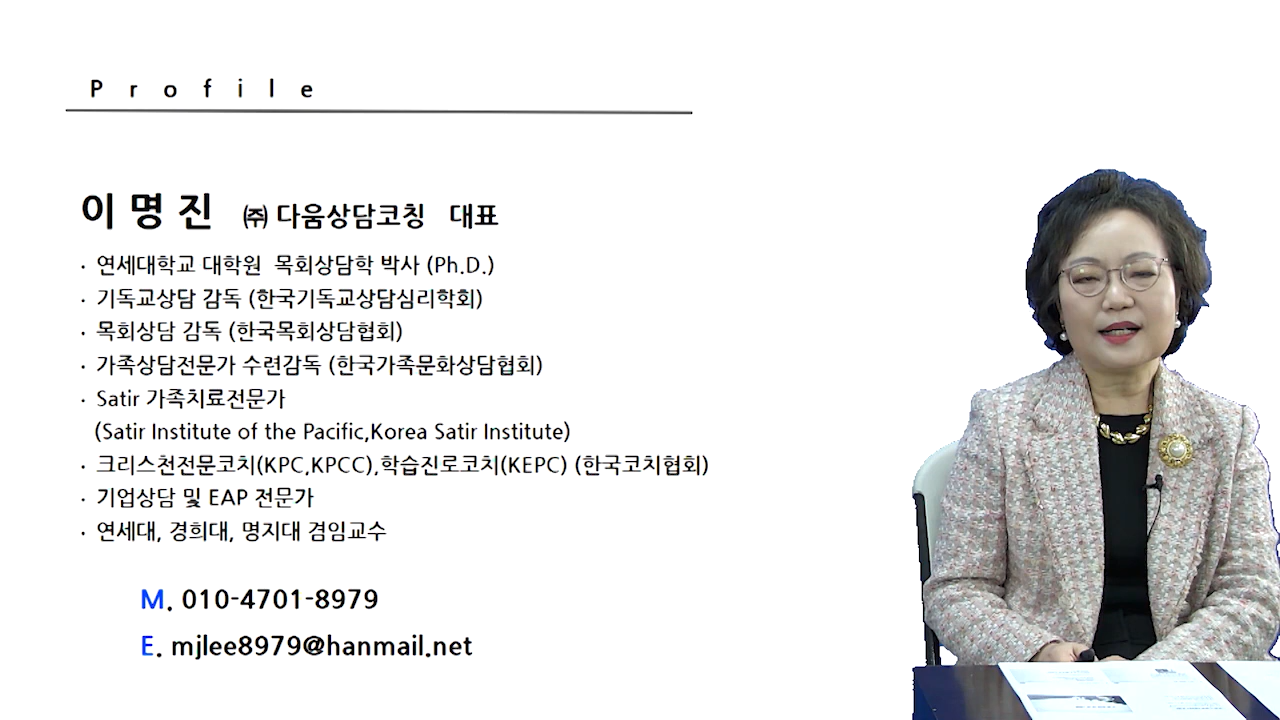 Profile
이명진 ㈜ 다움상담코칭 대표
· 연세대학교 대학원 목회상담학 박사 (Ph.D.)
· 기독교상담 감독 (한국기독교상담심리학회)
· 목회상담 감독 (한국목회상담협회)
· 가족상담전문가 수련감독 (한국가족문화상담협회)
· Satir 가족치료전문가
(Satir Institute of the Pacific,Korea Satir Institute)
· 크리스천전문코치(KPC,KPCC),학습진로코치(KEPC) (한국코치협회)
· 기업상담 및 EAP 전문가
· 연세대, 경희대, 명지대 겸임교수
M. 010-4701-8979
E. mjlee8979@hanmail.net